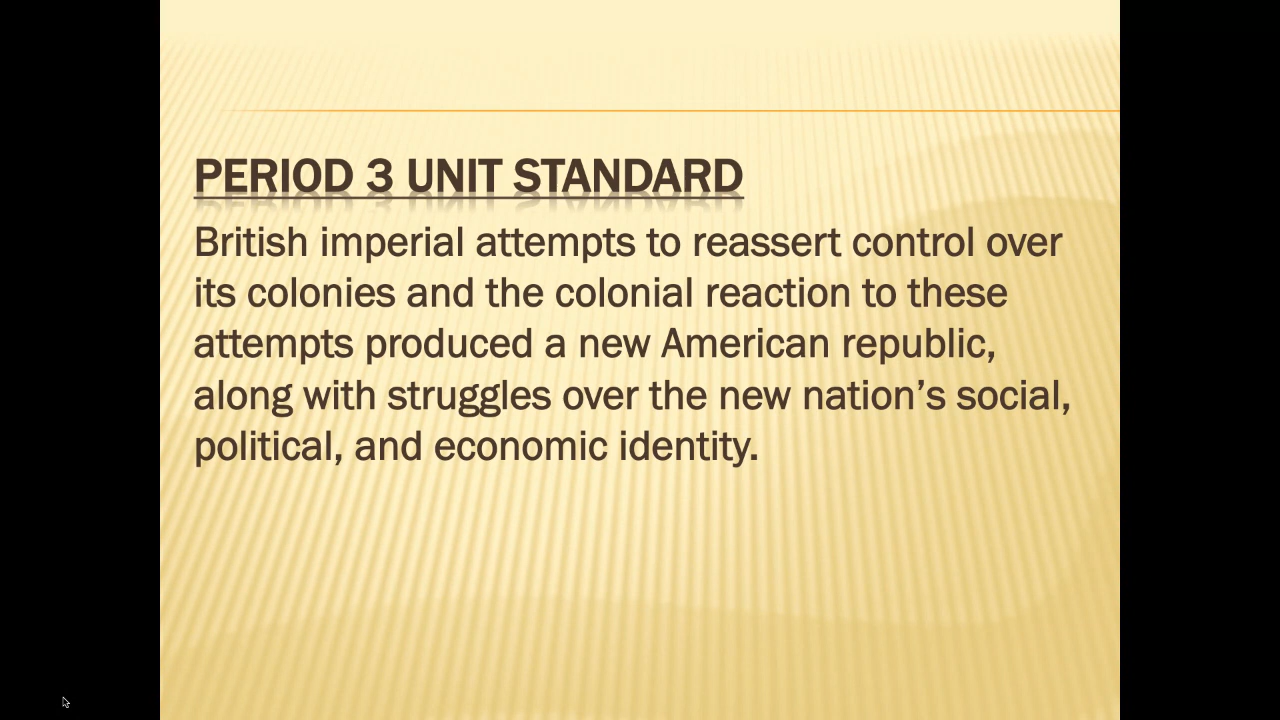 PERIOD 3 UNIT STANDARD
British imperial attempts to reassert control over
its colonies and the colonial reaction to these
attempts produced a new American republic,
along with struggles over the new nation’s social,
political, and economic identity.